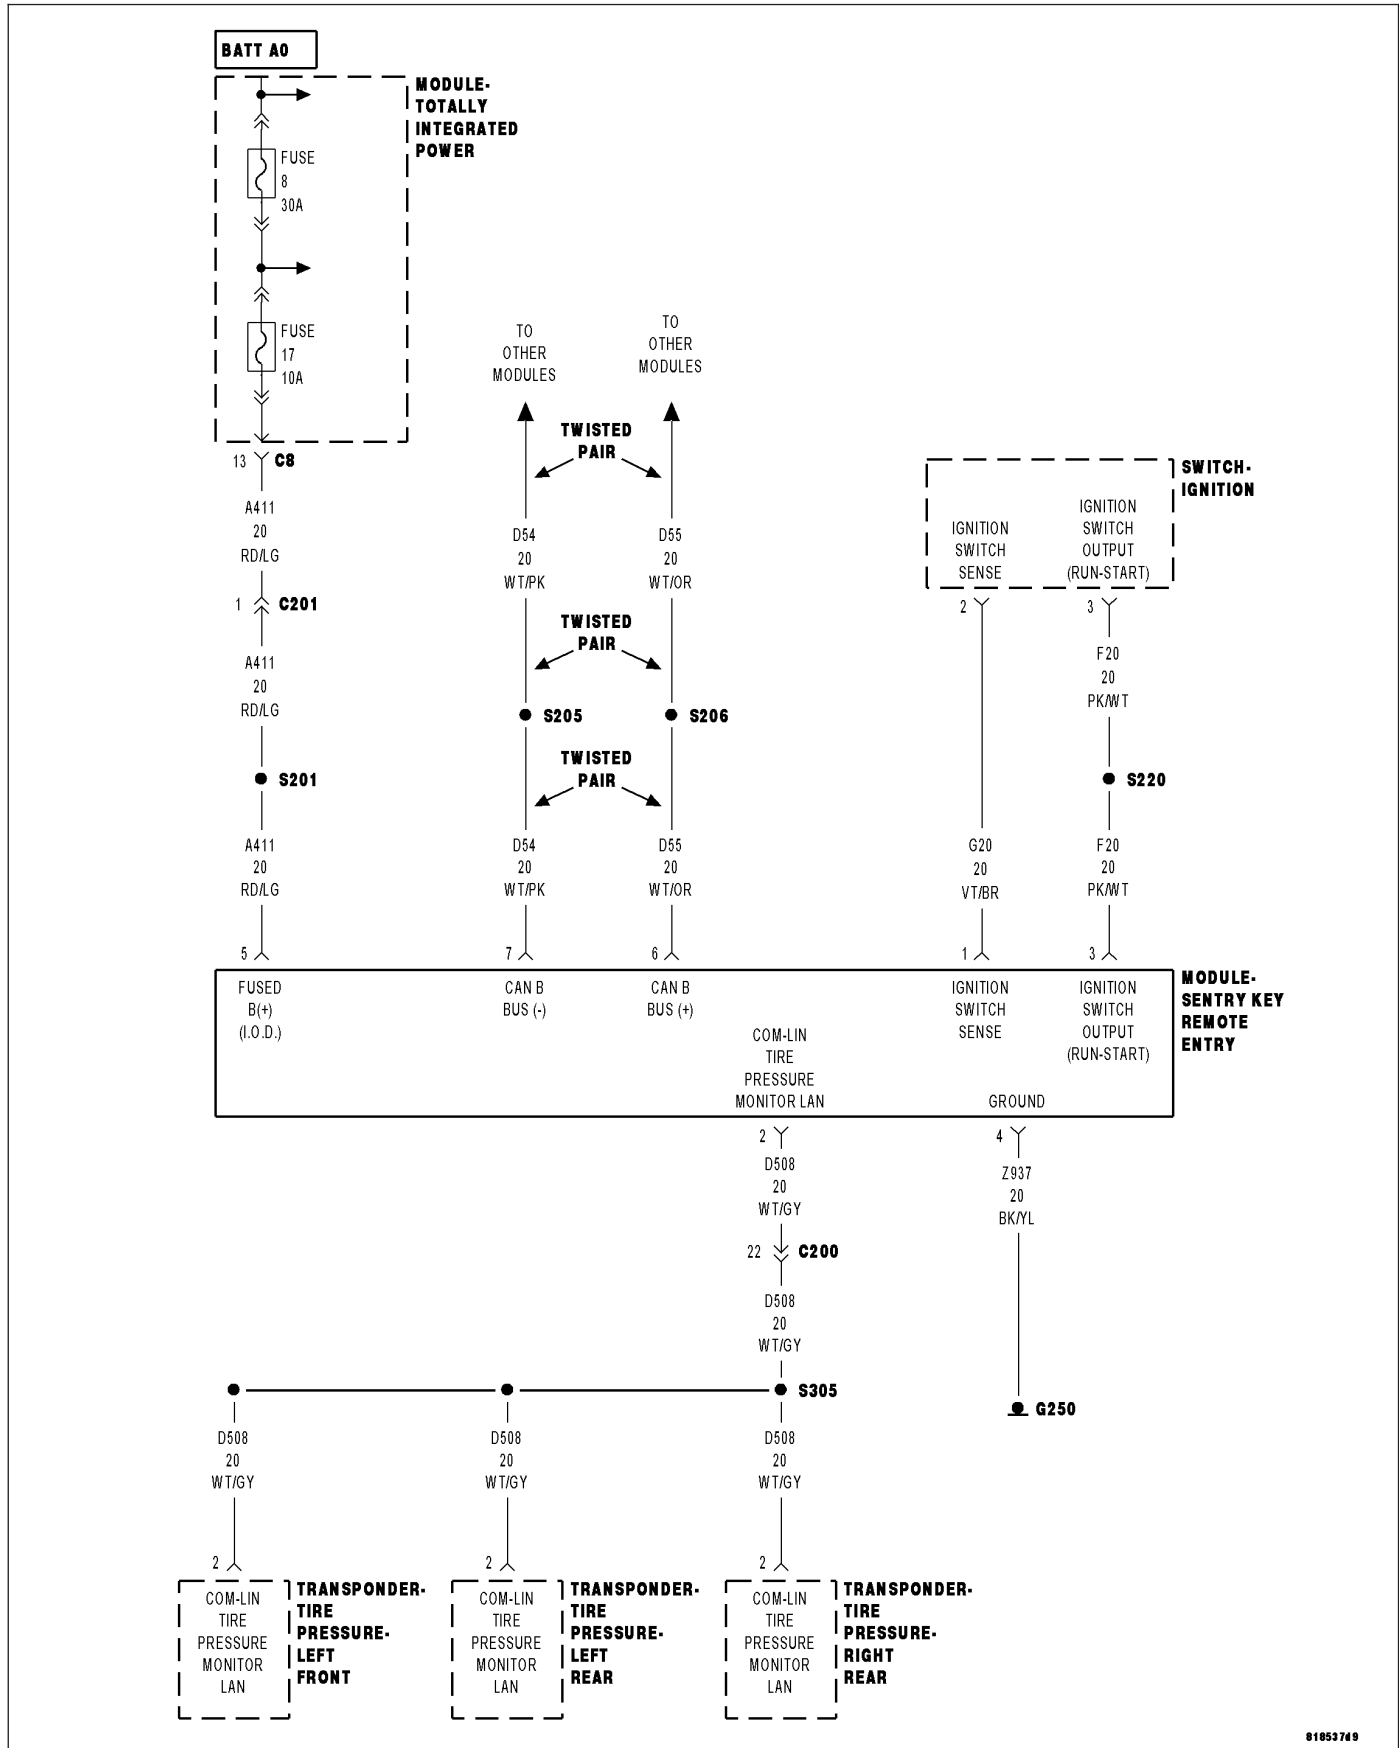 BATT A0
MODULE-
TOTALLY
INTEGRATED
POWER
FUSE
8
30A
FUSE
17
10A
13
C8
A411
20
RD/LG
1
C201
A411
20
RD/LG
S201
A411
20
RD/LG
5
TO
OTHER
MODULES
TO
OTHER
MODULES
TWISTED
PAIR
D54
20
WT/PK
D55
20
WT/OR
TWISTED
PAIR
S205
S206
TWISTED
PAIR
D54
20
WT/PK
D55
20
WT/OR
7
6
SWITCH-
IGNITION
IGNITION
SWITCH
SENSE
IGNITION
SWITCH
OUTPUT
(RUN-START)
2
3
F20
20
PK/WT
S220
G20
20
VT/BR
F20
20
PK/WT
1
3
MODULE-
SENTRY KEY
REMOTE
ENTRY
FUSED
B(+)
(I.O.D.)
CAN B
BUS (-)
CAN B
BUS (+)
COM-LIN
TIRE
PRESSURE
MONITOR LAN
IGNITION
SWITCH
SENSE
IGNITION
SWITCH
OUTPUT
(RUN-START)
GROUND
2
D508
20
WT/GY
22
C200
D508
20
WT/GY
S305
4
Z937
20
BK/YL
G250
D508
20
WT/GY
D508
20
WT/GY
D508
20
WT/GY
2
2
2
COM-LIN
TIRE
PRESSURE
MONITOR
LAN
TRANSPONDER-
TIRE
PRESSURE-
LEFT
FRONT
COM-LIN
TIRE
PRESSURE
MONITOR
LAN
TRANSPONDER-
TIRE
PRESSURE-
LEFT
REAR
COM-LIN
TIRE
PRESSURE
MONITOR
LAN
TRANSPONDER-
TIRE
PRESSURE-
RIGHT
REAR
818537d9